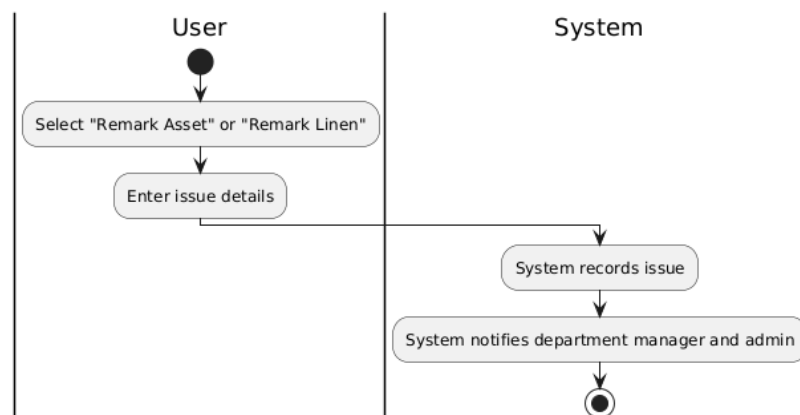 User
System
Select "Remark Asset" or "Remark Linen"
Enter issue details
System records issue
System notifies department manager and admin